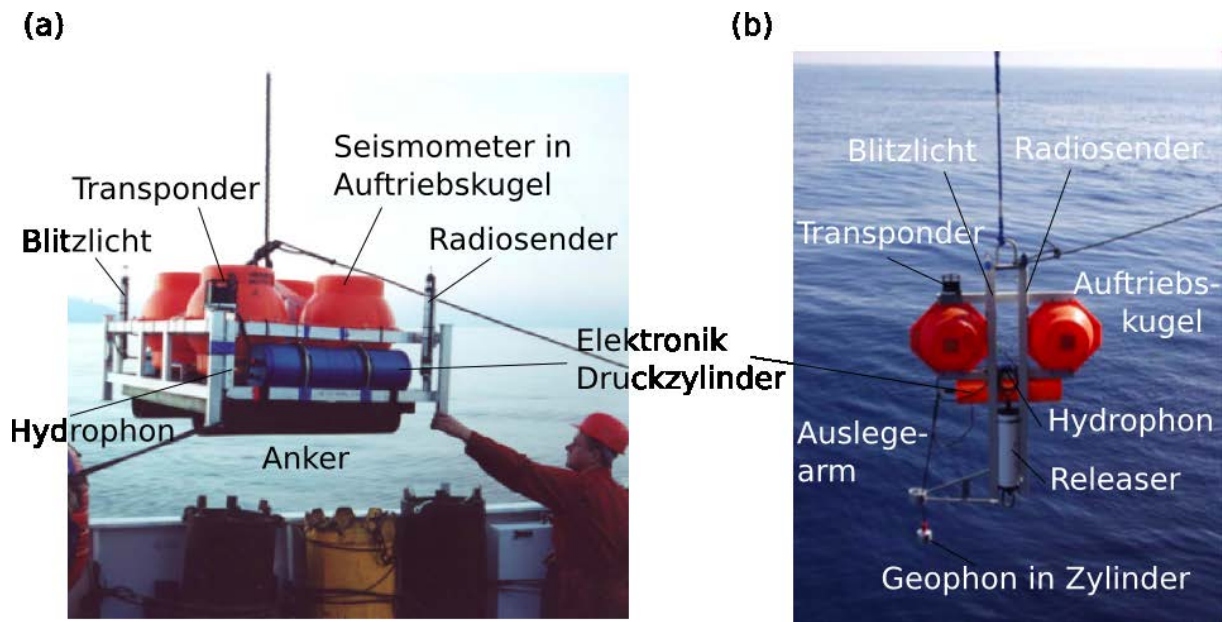 (a)
(b)
Seismometer in
Auftriebskugel
Transponder
Blitzlicht
Radiosender
Elektronik
Druckzylinder
Hydrophon
Anker
Blitzlicht
Radiosender
Transponder
Auftriebs-
kugel
Auslege-
arm
Hydrophon
Releaser
Geophon in Zylinder